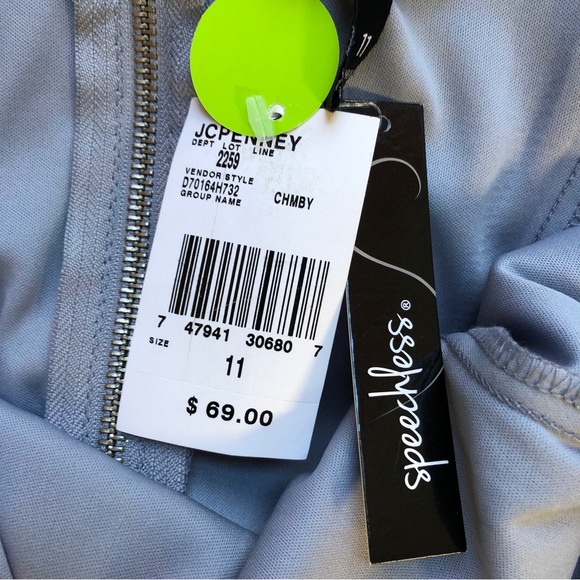 11
JCPENNEY
DEPT LOT LINE
2259
VENDOR STYLE
D70164H732 CHMBY
GROUP NAME
7 47941 30680 7
SIZE
11
$ 69.00
speechless®